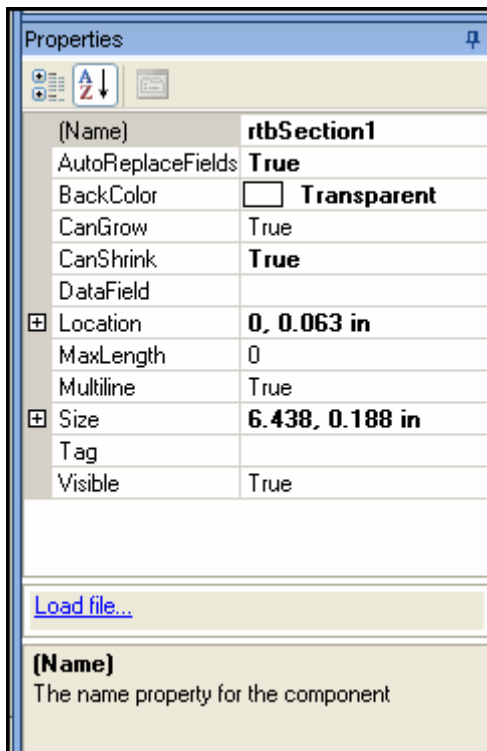 Properties
(Name) rtbSection1
AutoReplaceFields True
BackColor Transparent
CanGrow True
CanShrink True
DataField
Location 0, 0.063 in
MaxLength 0
Multiline True
Size 6.438, 0.188 in
Tag
Visible True
Load file...
(Name)
The name property for the component